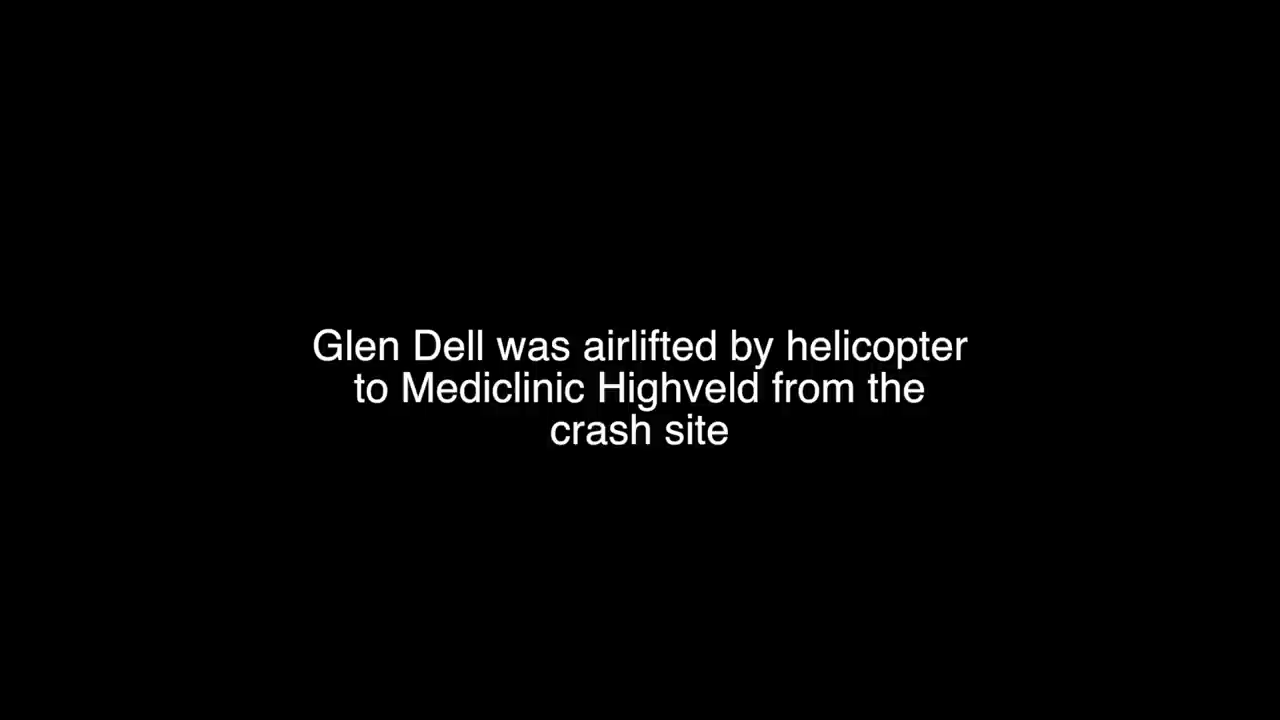 Glen Dell was airlifted by helicopter
to Mediclinic Highveld from the
crash site